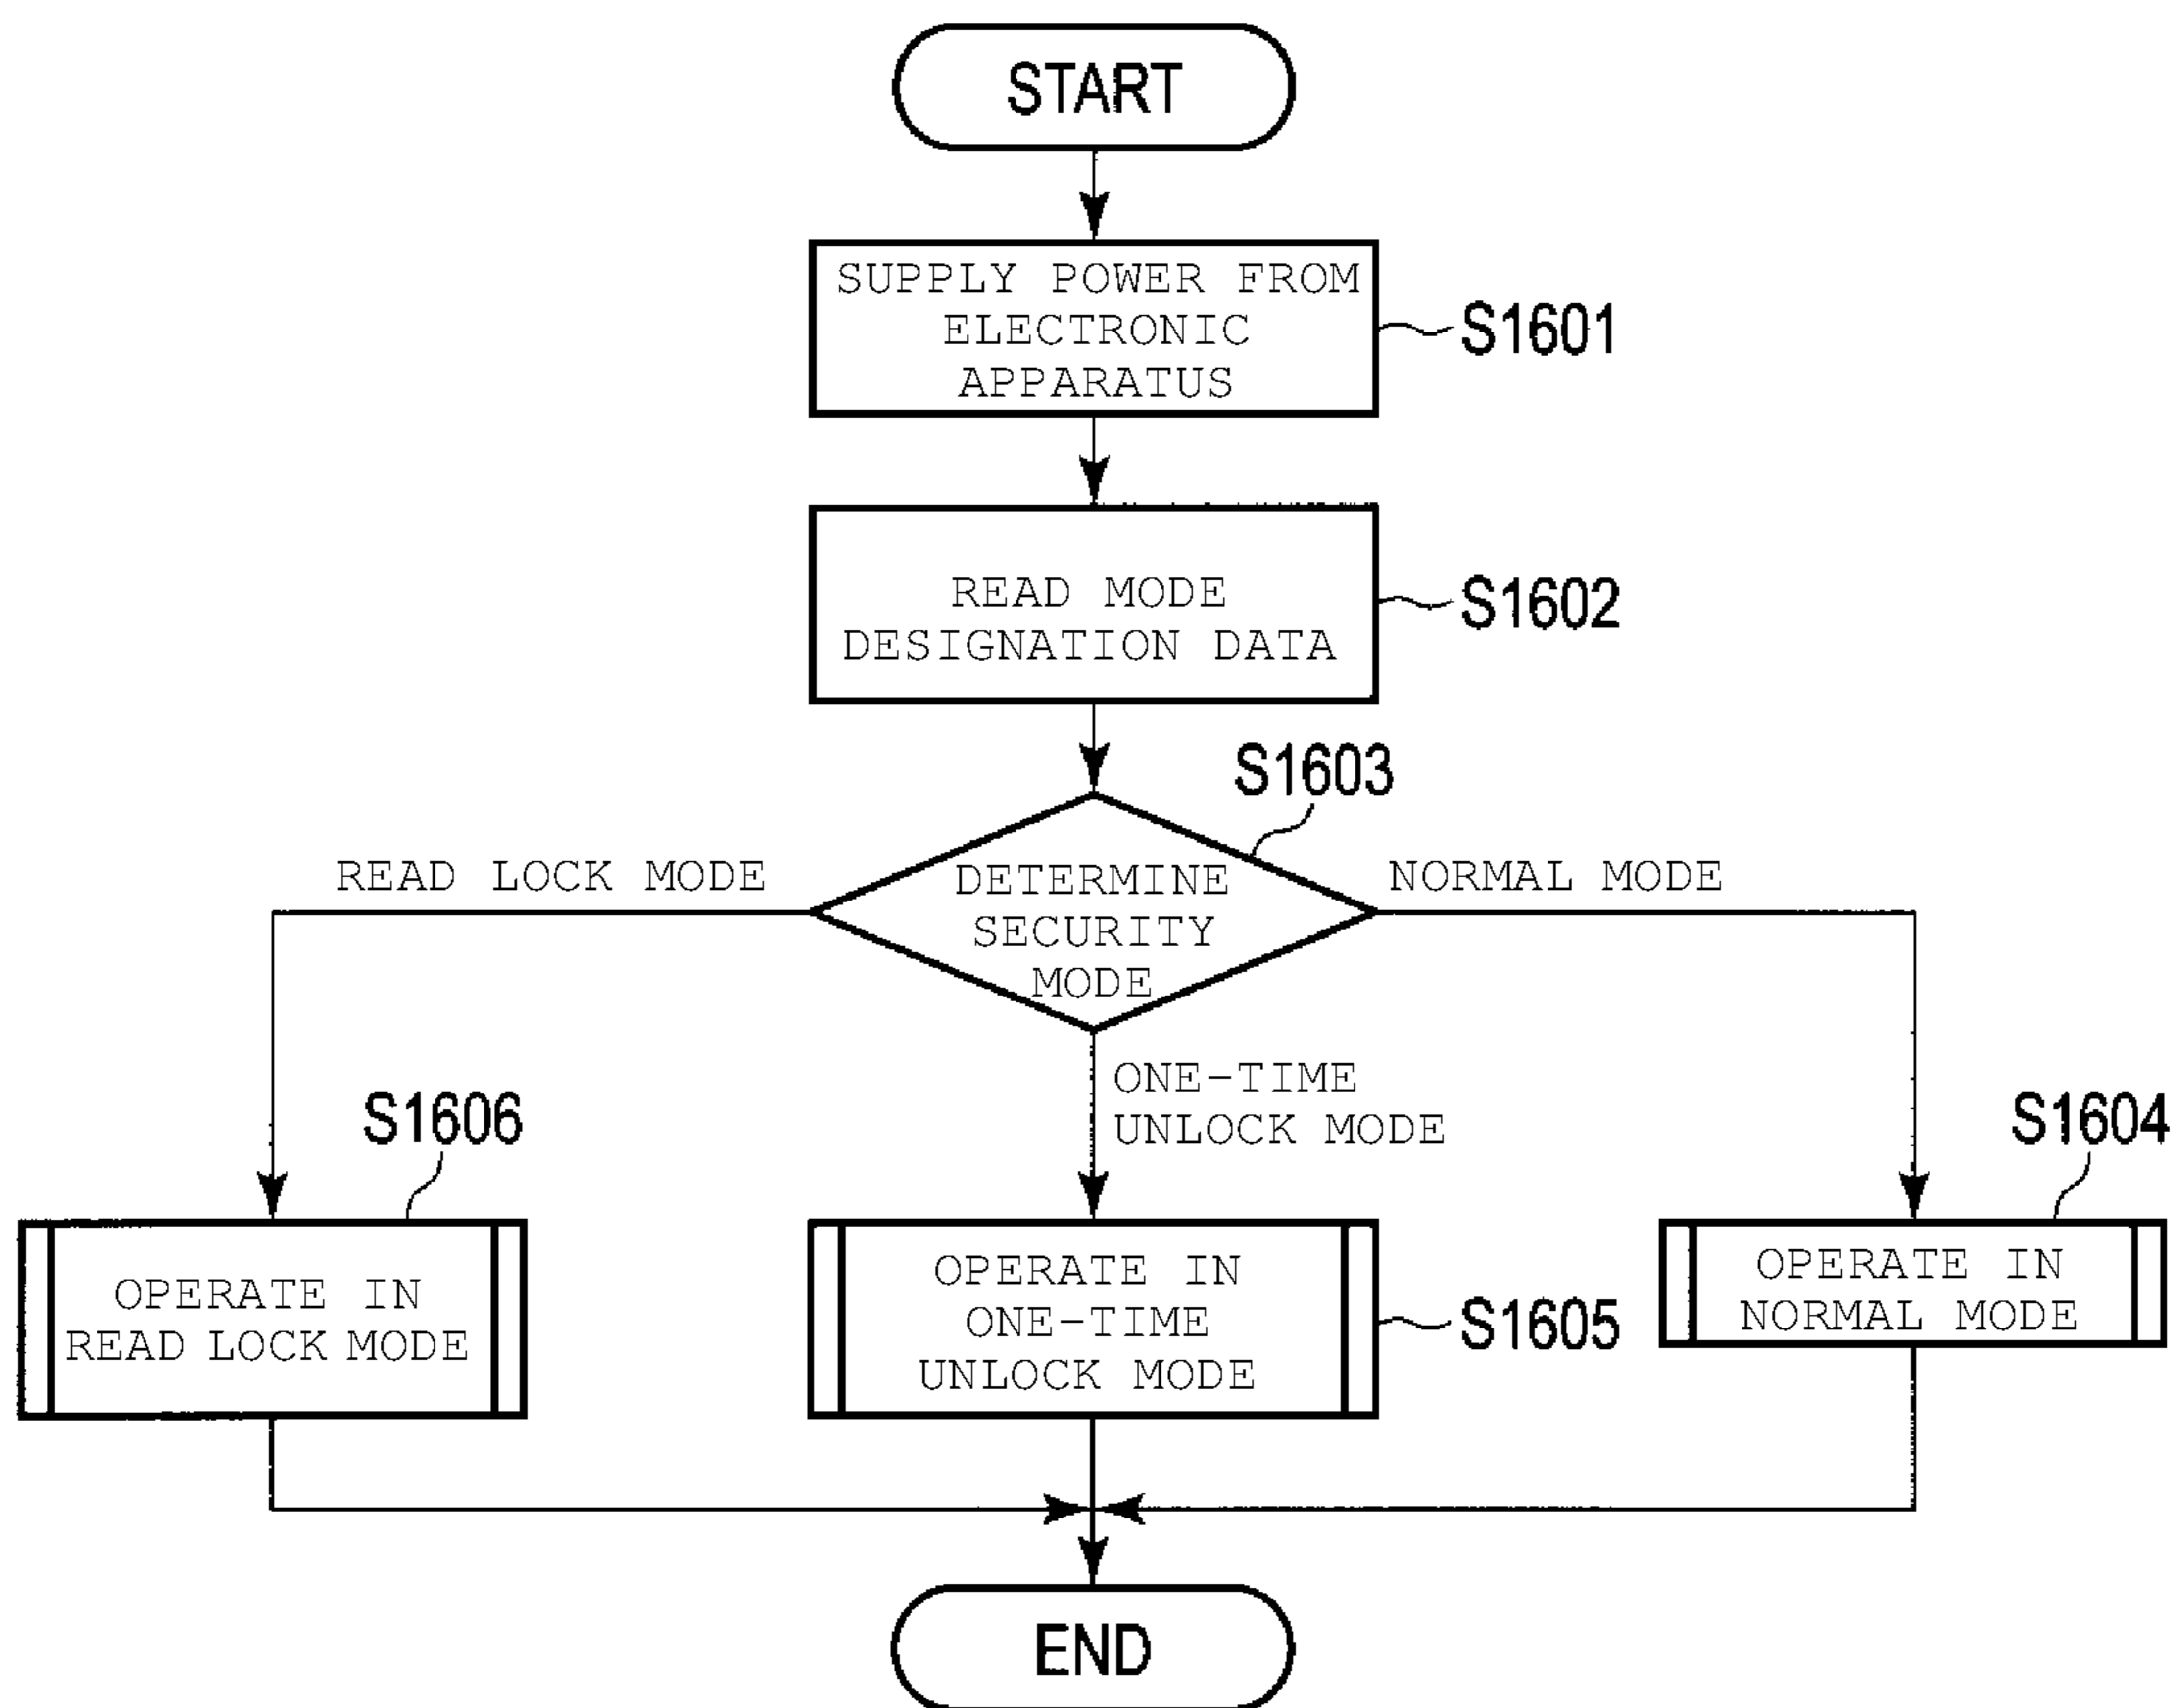 START
SUPPLY POWER FROM
ELECTRONIC
APPARATUS
S1601
READ MODE
DESIGNATION DATA
S1602
S1603
READ LOCK MODE
DETERMINE
SECURITY
MODE
NORMAL MODE
ONE-TIME
UNLOCK MODE
S1606
S1604
OPERATE IN
READ LOCK MODE
OPERATE IN
ONE-TIME
UNLOCK MODE
S1605
OPERATE IN
NORMAL MODE
END